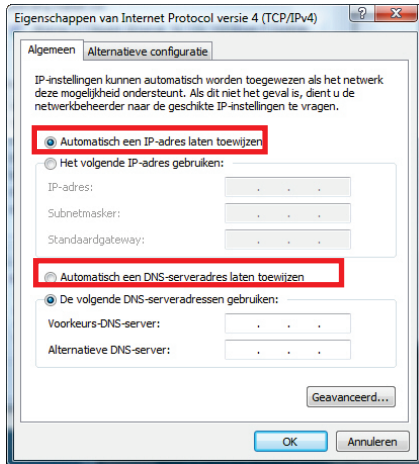 Eigenschappen van Internet Protocol versie 4 (TCP/IPv4)
Algemeen
Alternatieve configuratie
IP-instellingen kunnen automatisch worden toegewezen als het netwerk
deze mogelijkheid ondersteunt. Als dit niet het geval is, dient u de
netwerkbeheerder naar de geschikte IP-instellingen te vragen.
Automatisch een IP-adres laten toewijzen
Het volgende IP-adres gebruiken:
IP-adres:
Subnetmasker:
Standaardgateway:
Automatisch een DNS-serveradres laten toewijzen
De volgende DNS-serveradressen gebruiken:
Voorkeurs-DNS-server:
Alternatieve DNS-server:
Geavanceerd...
OK
Annuleren